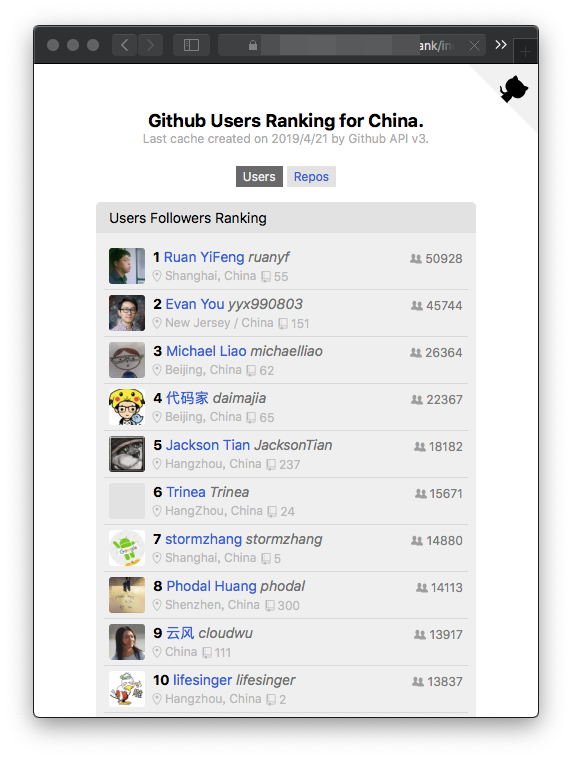 ank/in
Github Users Ranking for China.
Last cache created on 2019/4/21 by Github API v3.
Users Repos
Users Followers Ranking
1 Ruan YiFeng ruanyf 50928
Shanghai, China 55
2 Evan You yyx990803 45744
New Jersey / China 151
3 Michael Liao michaelliao 26364
Beijing, China 62
4 代码家 daimajia 22367
Beijing, China 65
5 Jackson Tian JacksonTian 18182
Hangzhou, China 237
6 Trinea Trinea 15671
HangZhou, China 24
7 stormzhang stormzhang 14880
Shanghai, China 5
8 Phodal Huang phodal 14113
Shenzhen, China 300
9 云风 cloudwu 13917
China 111
10 lifesinger lifesinger 13837
Hangzhou, China 2